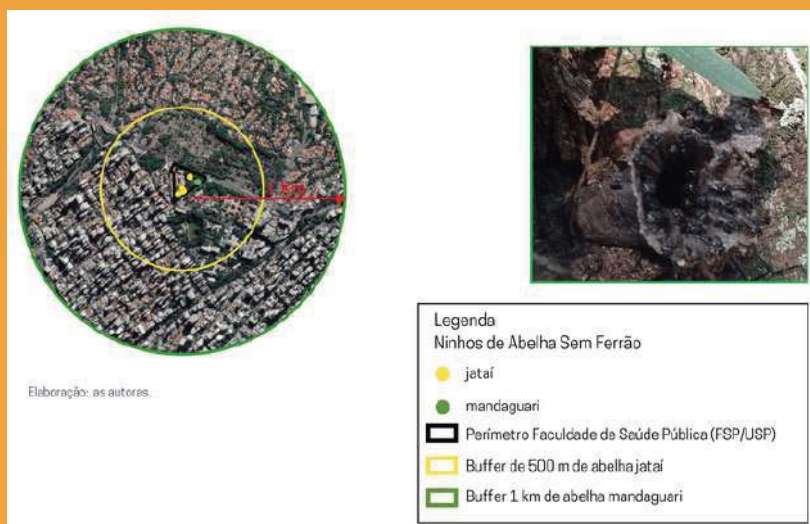 1 km
Elaboração: as autoras.
Legenda
Ninhos de Abelha Sem Ferrão
jataí
mandaguari
Perímetro Faculdade de Saúde Pública (FSP/USP)
Buffer de 500 m de abelha jataí
Buffer 1 km de abelha mandaguari